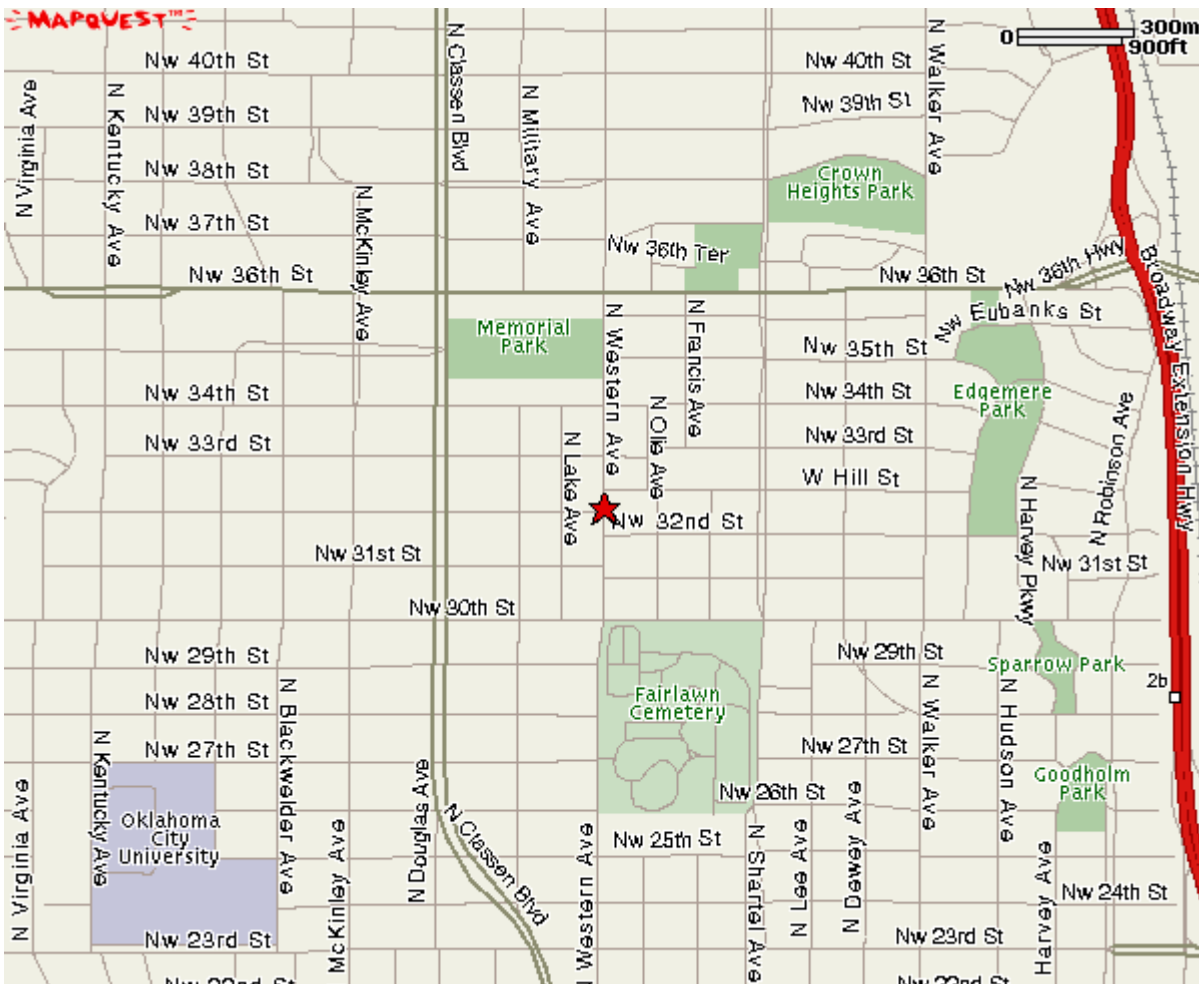 MAPQUEST™
0 300m
900ft
Nw 40th St
Nw 40th St
Nw 39th St
Nw 39th St
N Virginia Ave
N Kentucky Ave
N Classen Blvd
N Military Ave
N Walker Ave
Nw 38th St
Crown
Heights Park
N McKinley Ave
Nw 37th St
Nw 36th Ter
Nw 36th St
Nw 36th St
Nw 36th Hwy
Broadway Extension Hwy
Nw Eubanks St
Memorial
Park
N Western Ave
N Francis Ave
Nw 35th St
Nw 34th St
Nw 34th St
Edgemere
Park
N Olie Ave
N Robinson Ave
Nw 33rd St
Nw 33rd St
N Lake Ave
W Hill St
N Harvey Pkwy
Nw 32nd St
Nw 31st St
Nw 31st St
Nw 30th St
Nw 29th St
Nw 29th St
Sparrow Park
N Blackwelder Ave
Nw 28th St
Fairlawn
Cemetery
N Walker Ave
N Hudson Ave
2b
Nw 27th St
Nw 27th St
N Kentucky Ave
N Virginia Ave
Goodholm
Park
Nw 26th St
N Douglas Ave
N Classen Blvd
Oklahoma
City
University
Nw 25th St
N Western Ave
N Shartel Ave
N Lee Ave
N Dewey Ave
McKinley Ave
Harvey Ave
Nw 24th St
Nw 23rd St
Nw 23rd St
Nw 22nd St